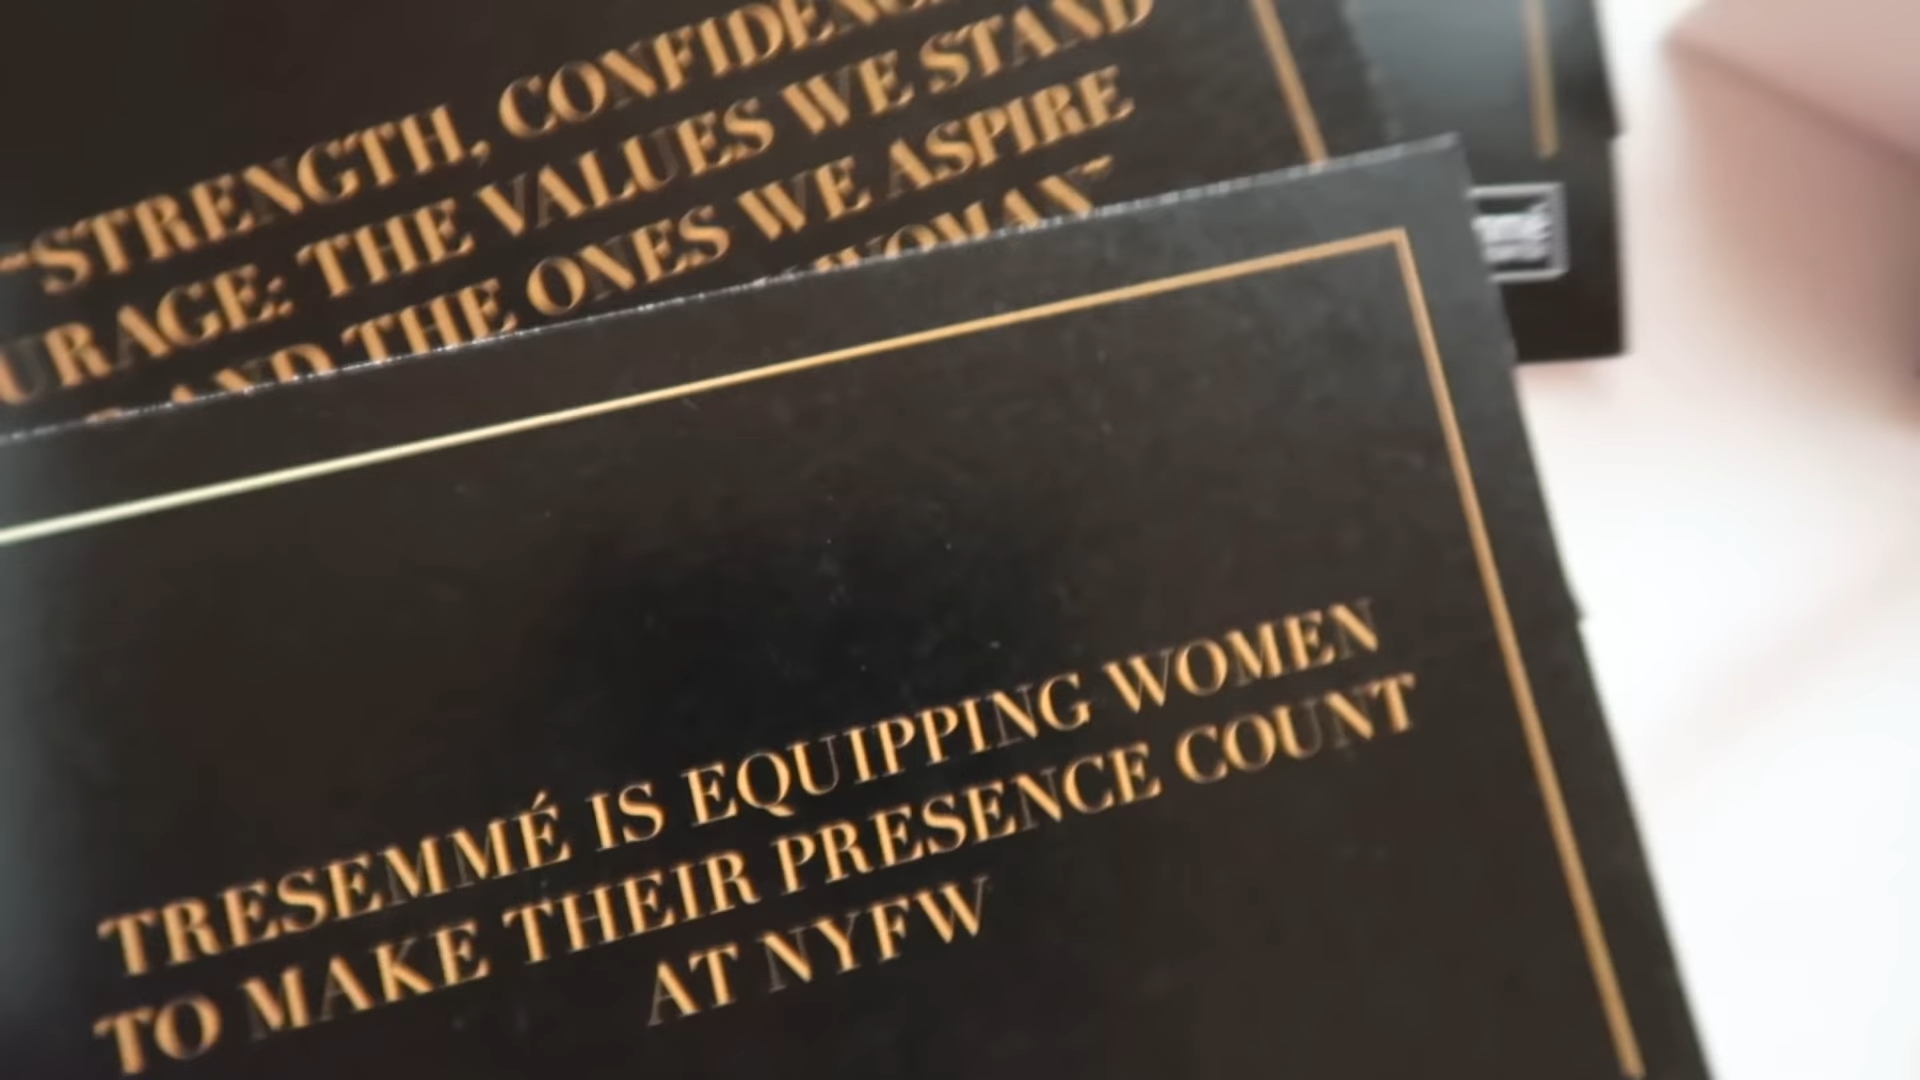 "STRENGTH,
URAGE: THE VALUES WE STAND
AND THE ONES WE ASPIRE
WOMAN"
TRESEMMÉ IS EQUIPPING WOMEN
TO MAKE THEIR PRESENCE COUNT
AT NYFW